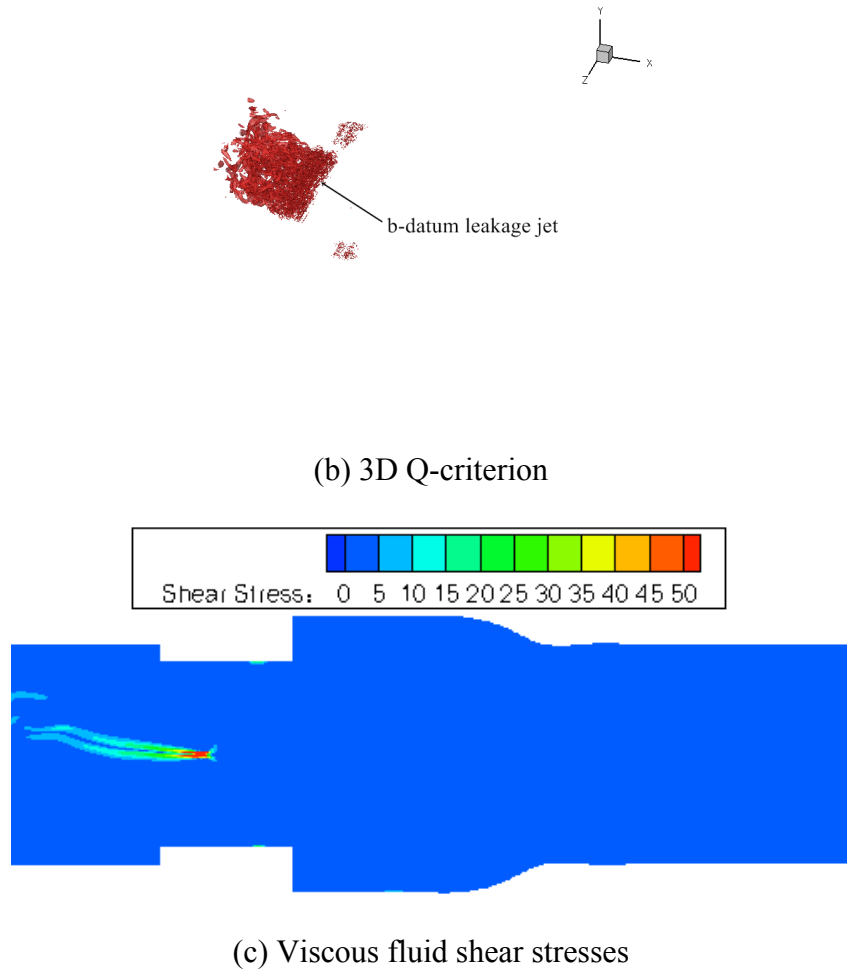 Y
X
Z
b-datum leakage jet
(b) 3D Q-criterion
Shear Stress: 0 5 10 15 20 25 30 35 40 45 50
(c) Viscous fluid shear stresses